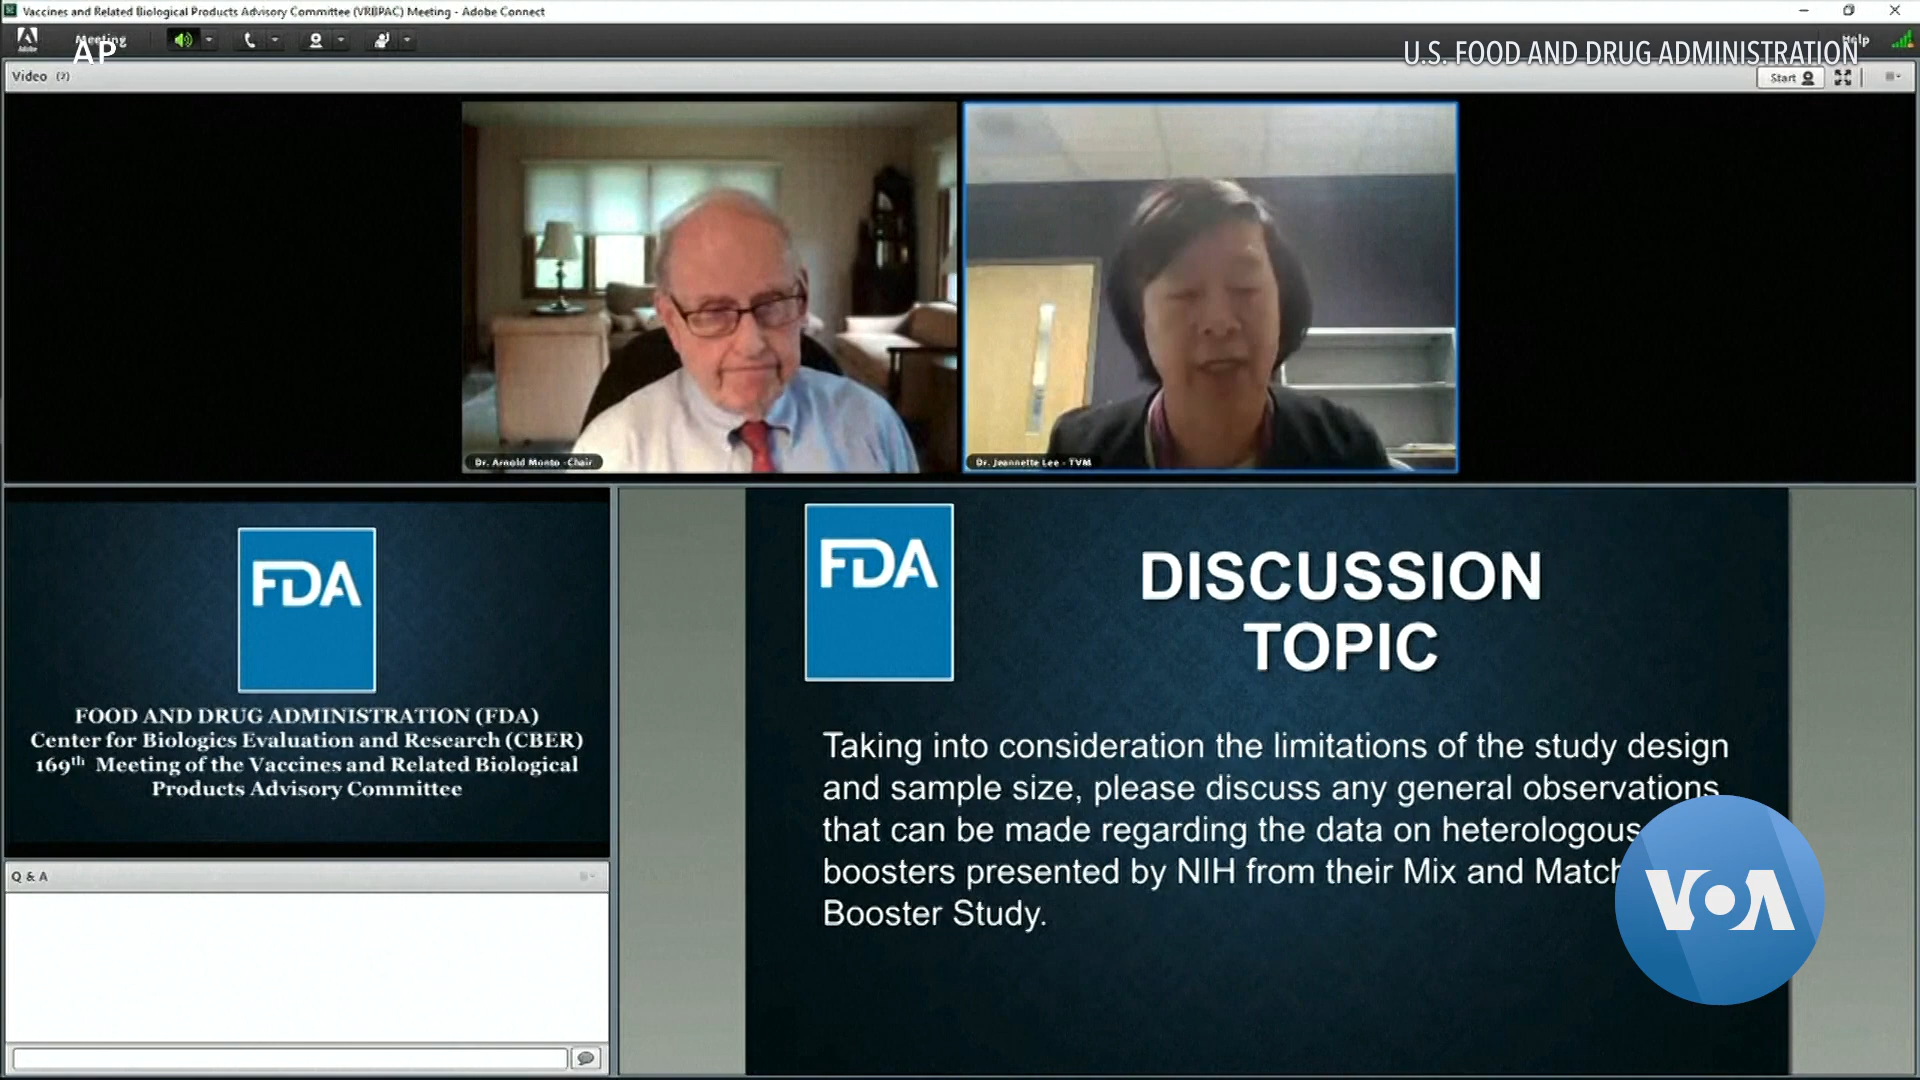 Vaccines and Related Biological Products Advisory Committee (VRBPAC) Meeting - Adobe Connect
Adobe
Meeting
Help
AP
U.S. FOOD AND DRUG ADMINISTRATION
Video (2)
Start
Dr. Arnold Monto -Chair
Dr. Jeannette Lee - TVM
FDA
FOOD AND DRUG ADMINISTRATION (FDA)
Center for Biologics Evaluation and Research (CBER)
169th Meeting of the Vaccines and Related Biological
Products Advisory Committee
Q & A
FDA
DISCUSSION
TOPIC
Taking into consideration the limitations of the study design
and sample size, please discuss any general observations
that can be made regarding the data on heterologous
boosters presented by NIH from their Mix and Match
Booster Study.
VOA